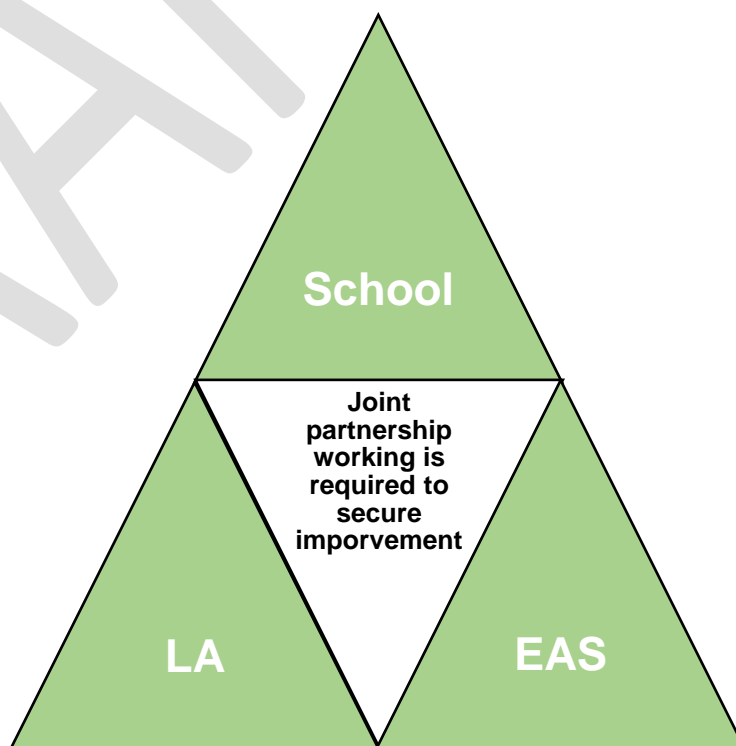 School
Joint
partnership
working is
required to
secure
imporvement
LA
EAS